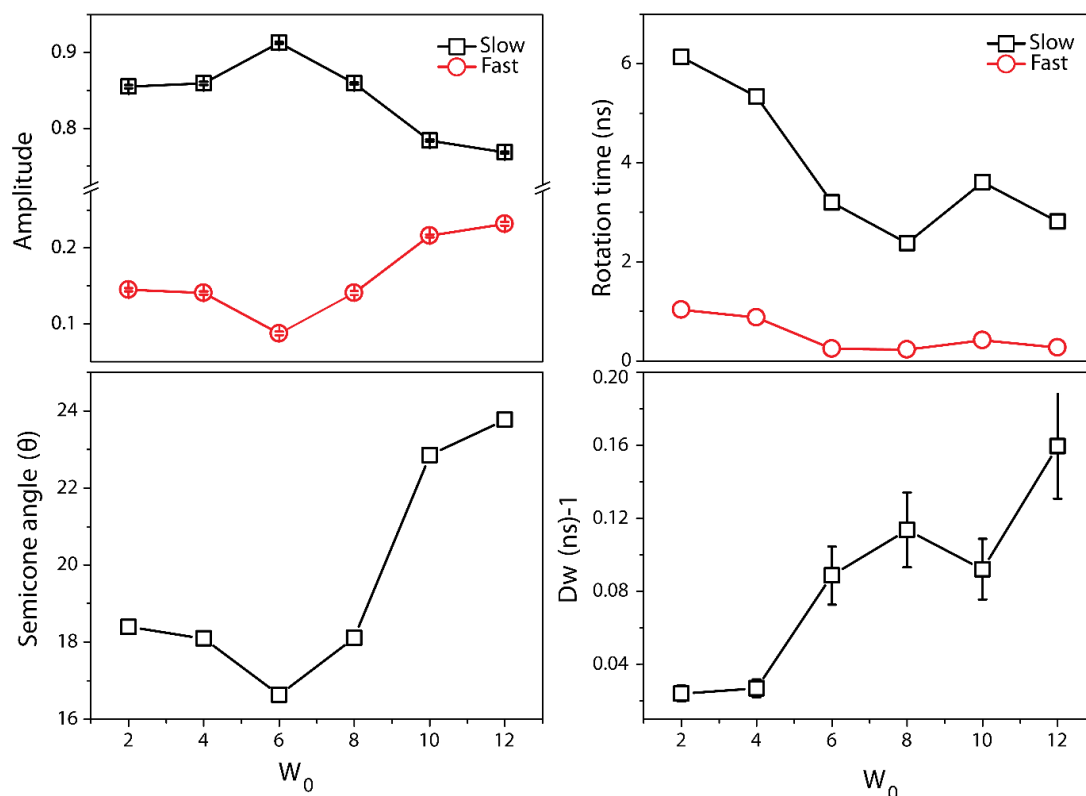 Amplitude
0.9
0.8
0.2
0.1
Slow
Fast
Rotation time (ns)
6
4
2
0
Slow
Fast
Semicone angle (θ)
24
22
20
18
16
2 4 6 8 10 12
W0
Dw (ns)-1
0.20
0.16
0.12
0.08
0.04
2 4 6 8 10 12
W0